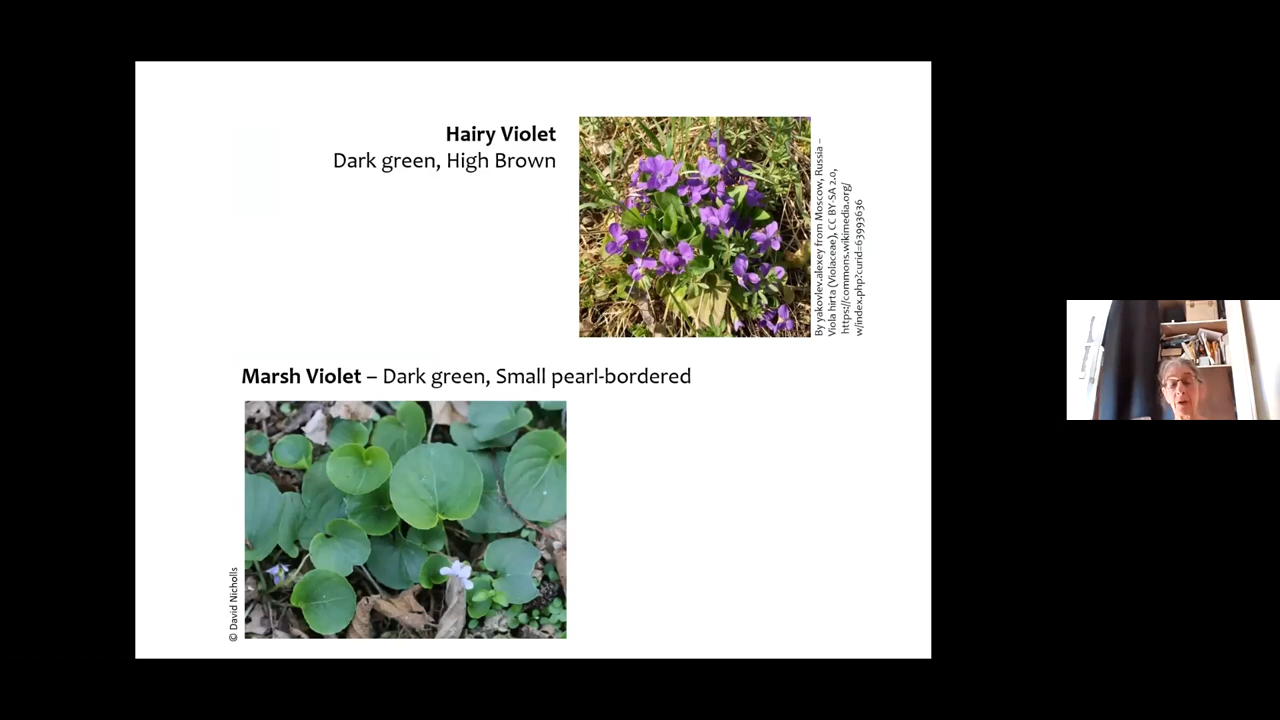 Hairy Violet
Dark green, High Brown
By yakovlev.alexey from Moscow, Russia –
Viola hirta (Violaceae), CC BY-SA 2.0,
https://commons.wikimedia.org/
w/index.php?curid=63993636
Marsh Violet – Dark green, Small pearl-bordered
© David Nicholls